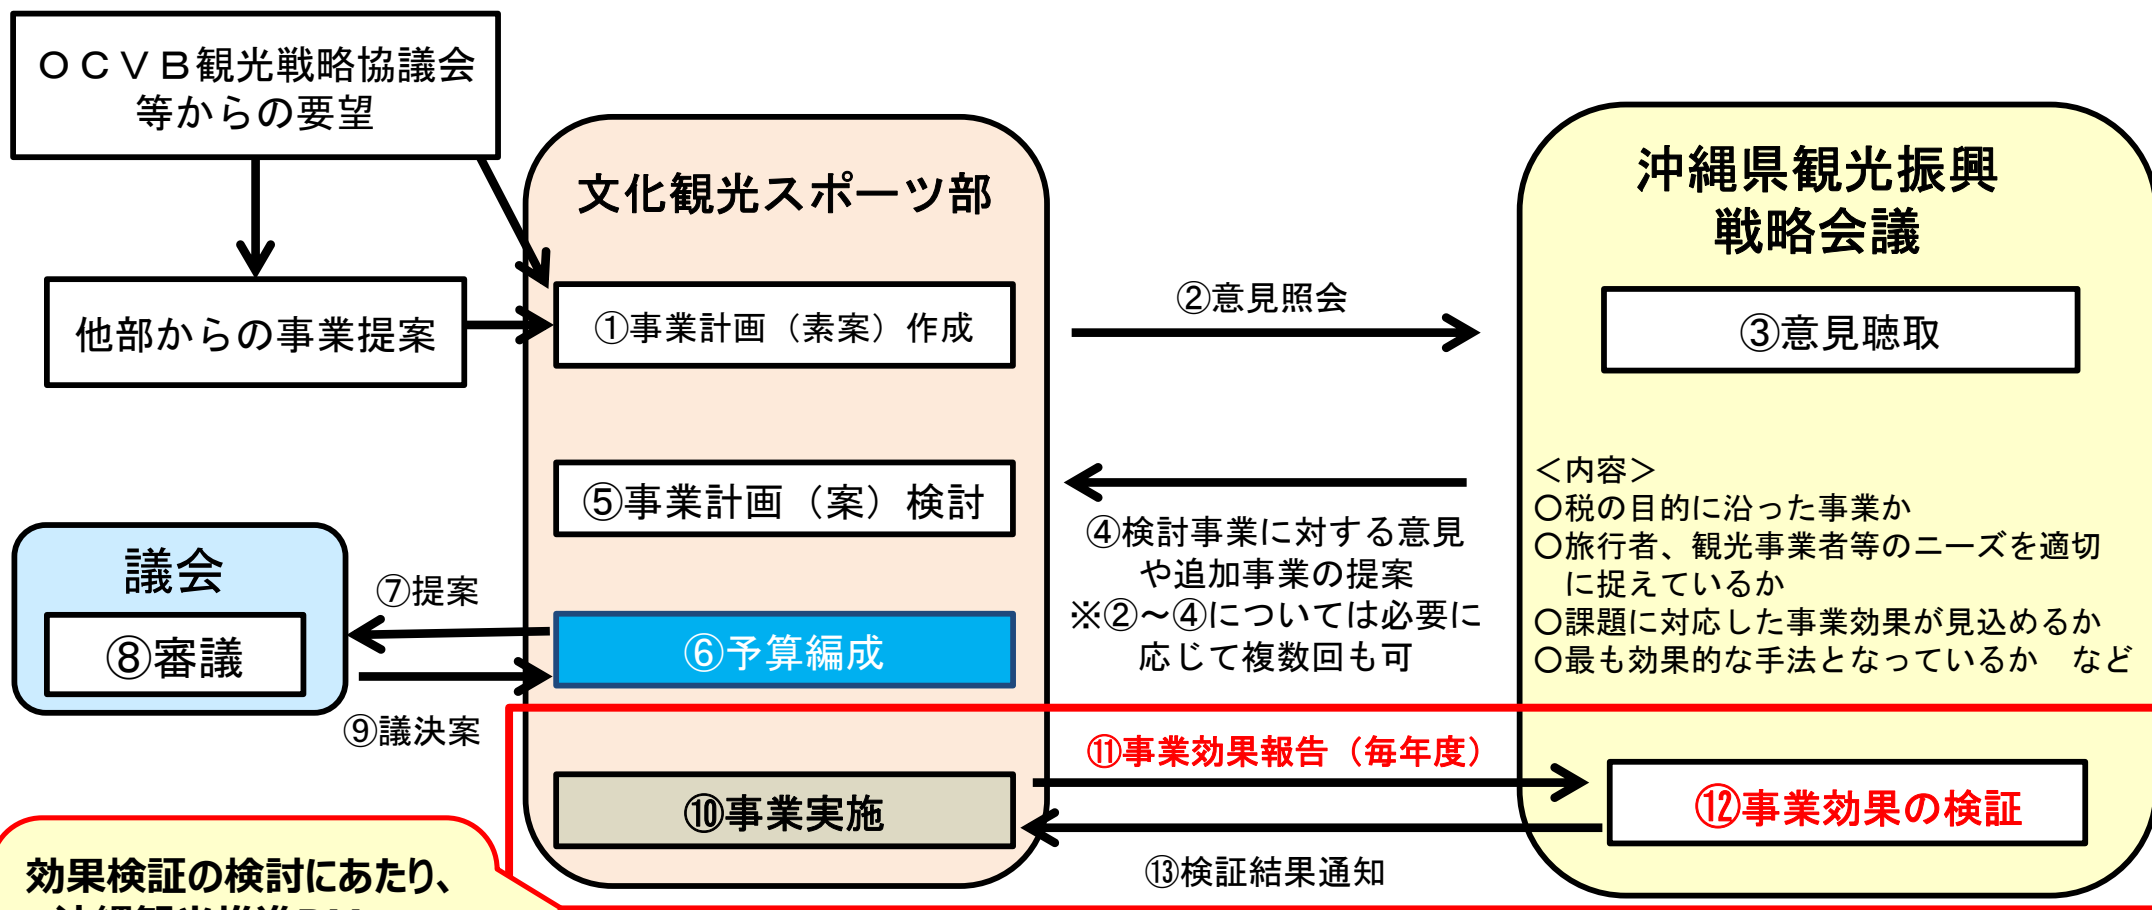 ＯＣＶＢ観光戦略協議会
等からの要望
他部からの事業提案
文化観光スポーツ部
①事業計画（素案）作成
②意見照会
沖縄県観光振興
戦略会議
③意見聴取
④検討事業に対する意見
や追加事業の提案
※②～④については必要に
応じて複数回も可
＜内容＞
〇税の目的に沿った事業か
〇旅行者、観光事業者等のニーズを適切
に捉えているか
〇課題に対応した事業効果が見込めるか
〇最も効果的な手法となっているか　など
⑤事業計画（案）検討
⑥予算編成
⑦提案
議会
⑧審議
⑨議決案
⑩事業実施
⑪事業効果報告（毎年度）
⑫事業効果の検証
⑬検証結果通知
効果検証の検討にあたり、